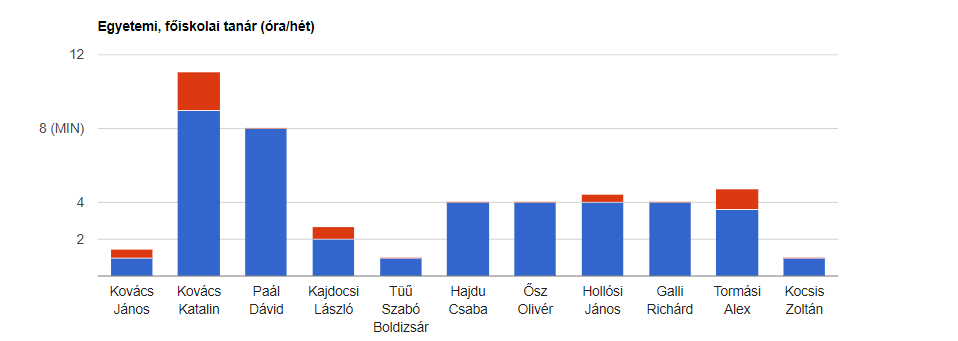 Egyetemi, főiskolai tanár (óra/hét)
12
8 (MIN)
4
2
Kovács
János
Kovács
Katalin
Paál
Dávid
Kajdocsi
László
Tüű
Szabó
Boldizsár
Hajdu
Csaba
Ősz
Olivér
Hollósi
János
Galli
Richárd
Tormási
Alex
Kocsis
Zoltán